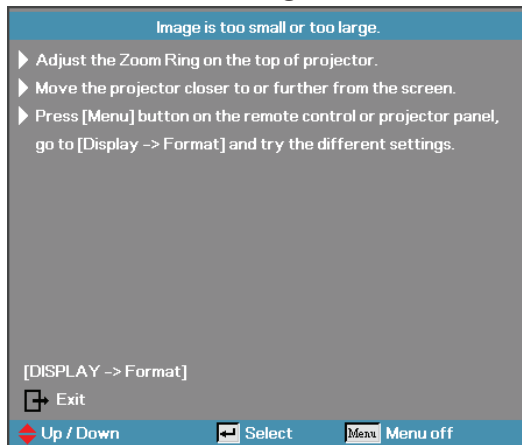 Image is too small or too large.
Adjust the Zoom Ring on the top of projector.
Move the projector closer to or further from the screen.
Press [Menu] button on the remote control or projector panel,
go to [Display -> Format] and try the different settings.
[DISPLAY -> Format]
Exit
Up / Down Select Menu Menu off